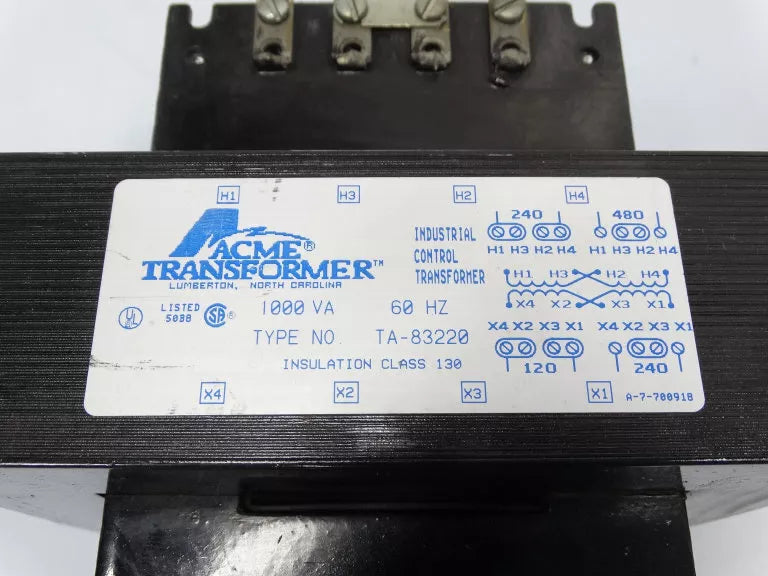 H1 H3 H2 H4
ACME®
TRANSFORMER™
LUMBERTON, NORTH CAROLINA
INDUSTRIAL
CONTROL
TRANSFORMER
240 480
H1 H3 H2 H4 H1 H3 H2 H4
H1 H3 H2 H4
X4 X2 X3 X1
X4 X2 X3 X1 X4 X2 X3 X1
120 240
UL LISTED
5038 SA
1000 VA 60 HZ
TYPE NO. TA-83220
INSULATION CLASS 130
X4 X2 X3 X1
A-7-700918